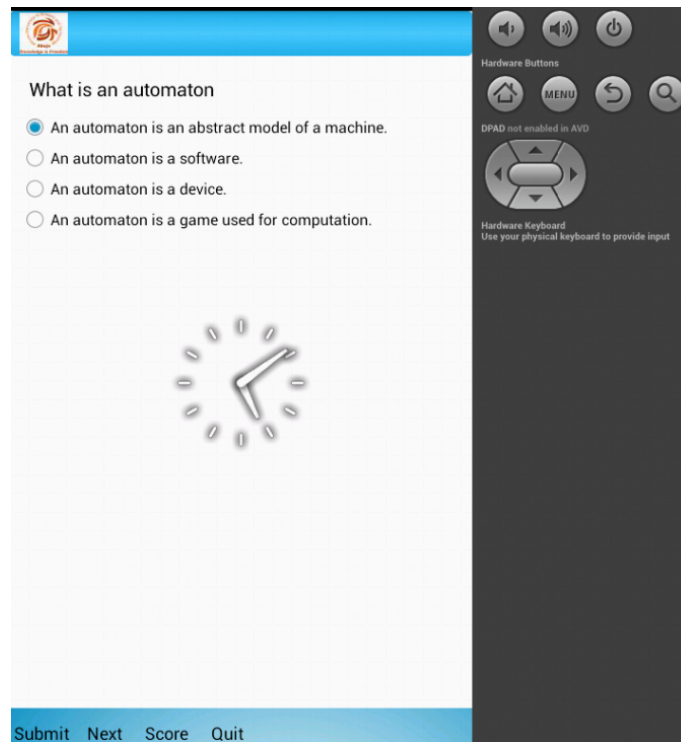 What is an automaton
An automaton is an abstract model of a machine.
An automaton is a software.
An automaton is a device.
An automaton is a game used for computation.
Submit Next Score Quit
Hardware Buttons
MENU
DPAD not enabled in AVD
Hardware Keyboard
Use your physical keyboard to provide input